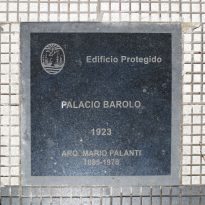 Edificio Protegido
PALACIO BAROLO
1923
ARQ. MARIO PALANTI
1885-1978